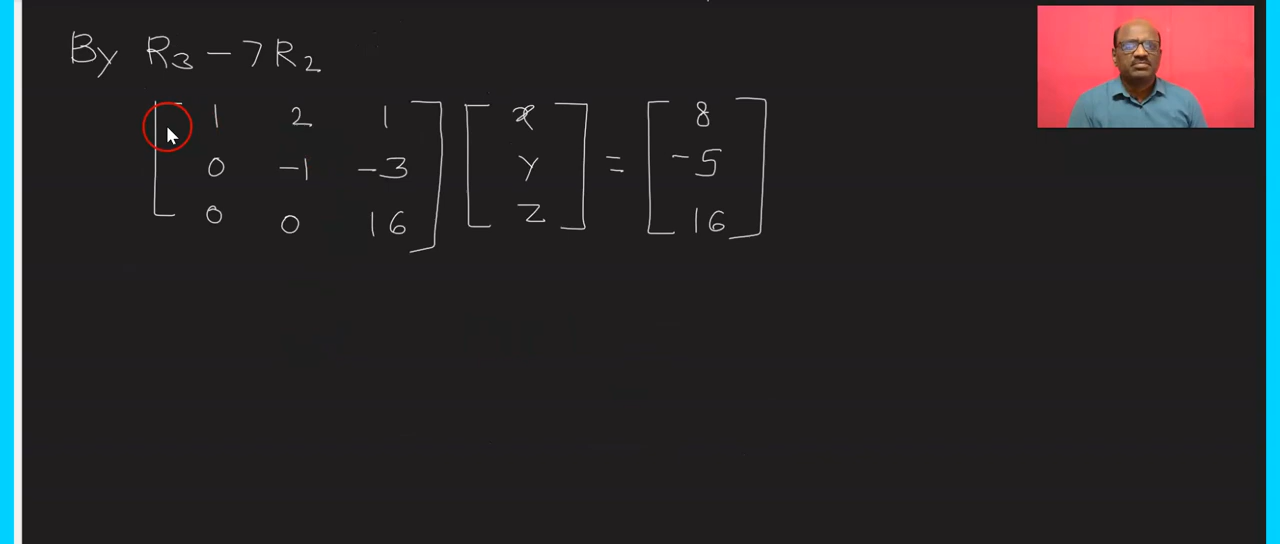 By R3 - 7R2
[ 1 2 1 ] [ x ] = [ 8 ]
[ 0 -1 -3 ] [ y ] = [ -5 ]
[ 0 0 16 ] [ z ] = [ 16 ]